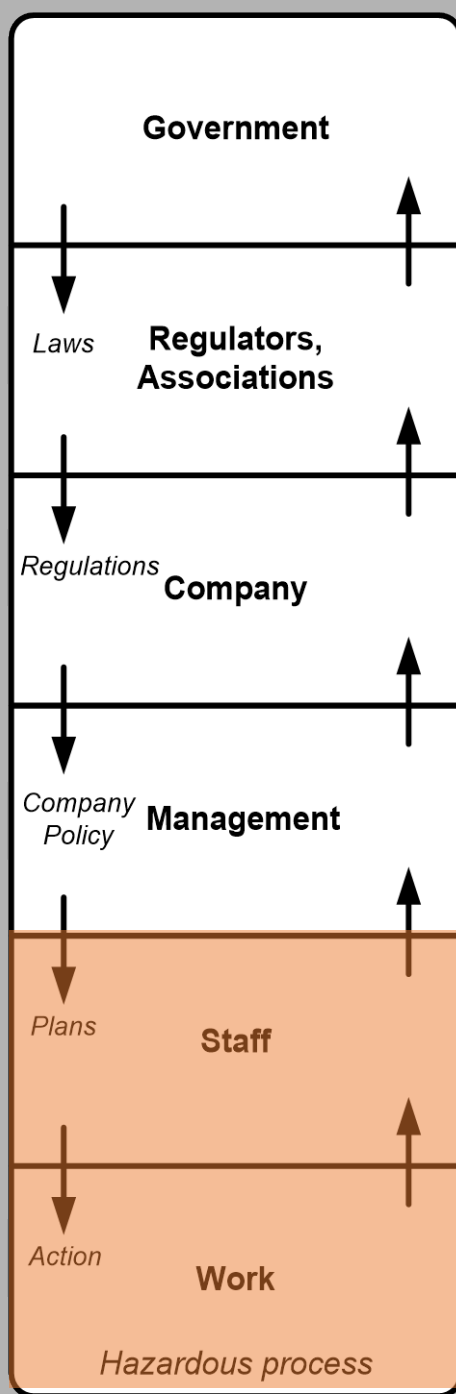 Government
Laws
Regulators,
Associations
Regulations
Company
Company
Policy
Management
Plans
Staff
Action
Work
Hazardous process